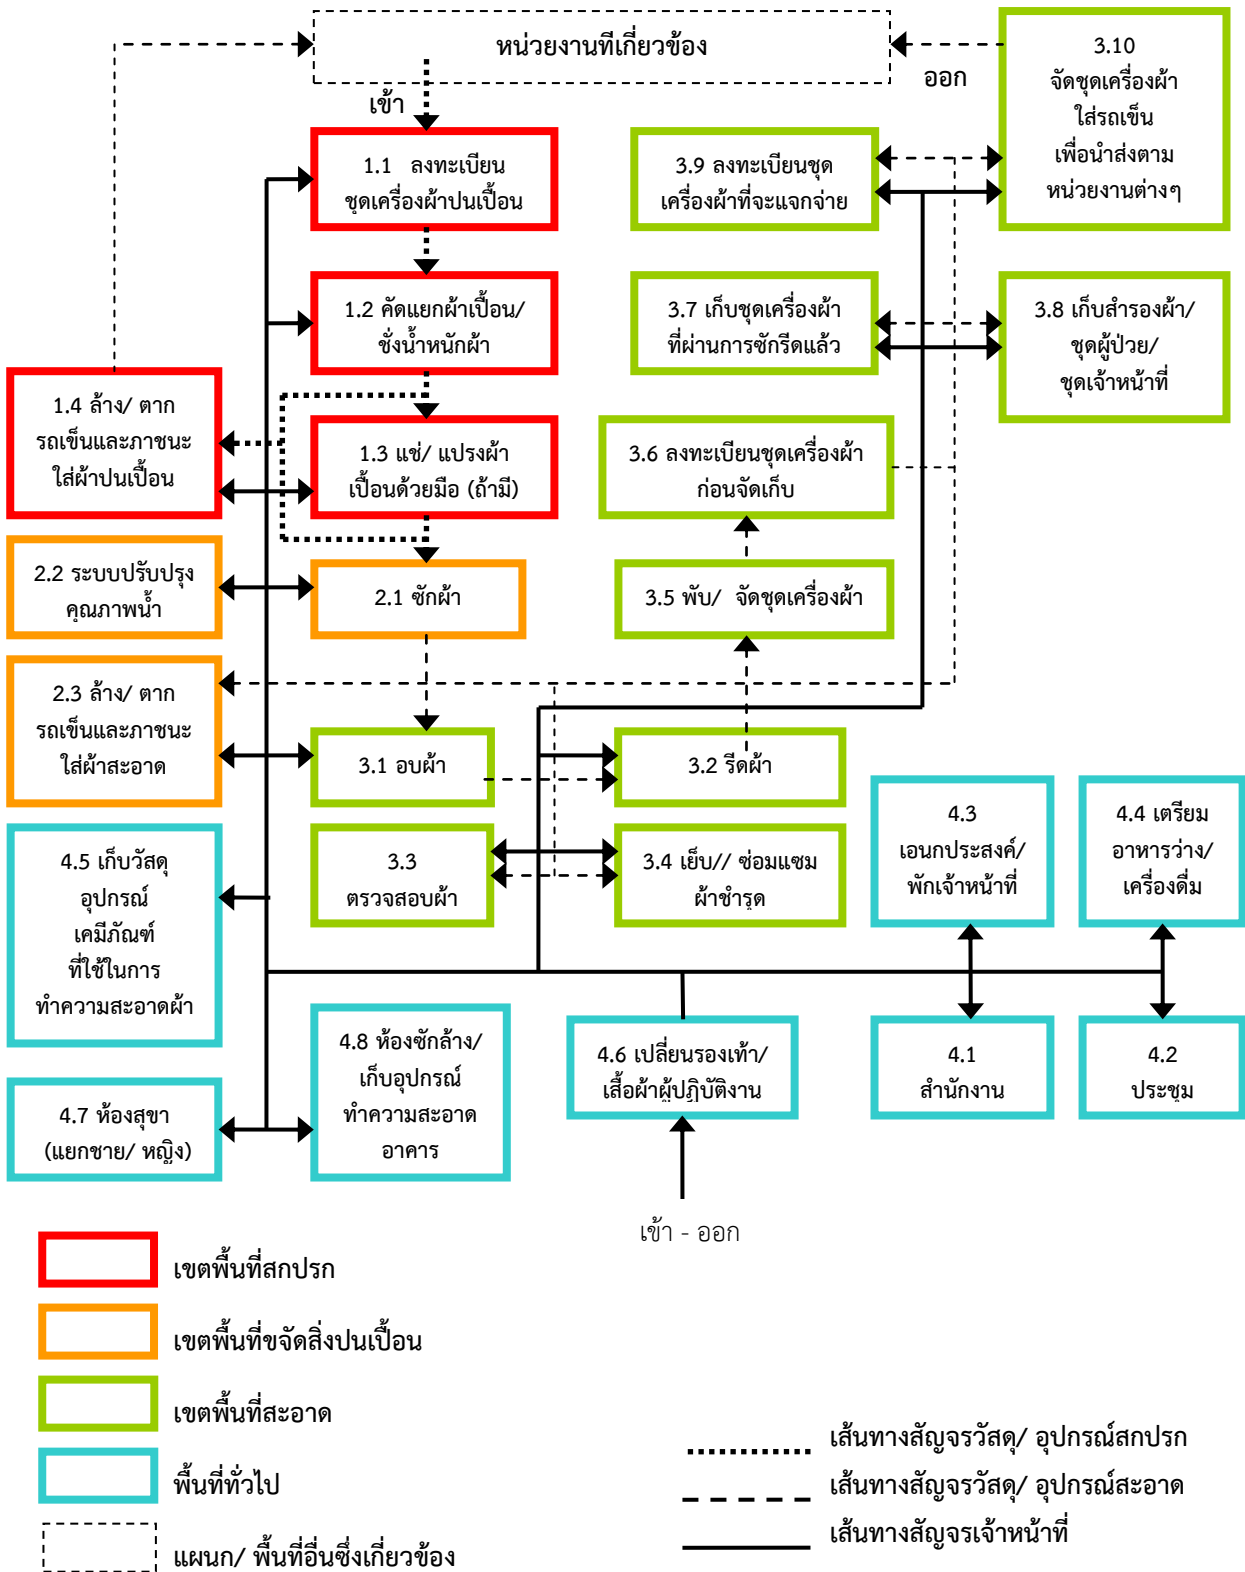 หน่วยงานทีเกี่ยวข้อง
เข้า
ออก
3.10
จัดชุดเครื่องผ้า
ใส่รถเข็น
เพื่อนำส่งตาม
หน่วยงานต่างๆ
1.1 ลงทะเบียน
ชุดเครื่องผ้าปนเปื้อน
3.9 ลงทะเบียนชุด
เครื่องผ้าที่จะแจกจ่าย
1.2 คัดแยกผ้าเปื้อน/
ชั่งน้ำหนักผ้า
3.7 เก็บชุดเครื่องผ้า
ที่ผ่านการซักรีดแล้ว
3.8 เก็บสำรองผ้า/
ชุดผู้ป่วย/
ชุดเจ้าหน้าที่
1.4 ล้าง/ ตาก
รถเข็นและภาชนะ
ใส่ผ้าปนเปื้อน
1.3 แช่/ แปรงผ้า
เปื้อนด้วยมือ (ถ้ามี)
3.6 ลงทะเบียนชุดเครื่องผ้า
ก่อนจัดเก็บ
2.2 ระบบปรับปรุง
คุณภาพน้ำ
2.1 ซักผ้า
3.5 พับ/ จัดชุดเครื่องผ้า
2.3 ล้าง/ ตาก
รถเข็นและภาชนะ
ใส่ผ้าสะอาด
3.1 อบผ้า
3.2 รีดผ้า
4.5 เก็บวัสดุ
อุปกรณ์
เคมีภัณฑ์
ที่ใช้ในการ
ทำความสะอาดผ้า
3.3
ตรวจสอบผ้า
3.4 เย็บ// ซ่อมแซม
ผ้าชำรุด
4.3
เอนกประสงค์/
พักเจ้าหน้าที่
4.4 เตรียม
อาหารว่าง/
เครื่องดื่ม
4.8 ห้องซักล้าง/
เก็บอุปกรณ์
ทำความสะอาด
อาคาร
4.6 เปลี่ยนรองเท้า/
เสื้อผ้าผู้ปฏิบัติงาน
4.1
สำนักงาน
4.2
ประชุม
4.7 ห้องสุขา
(แยกชาย/ หญิง)
เข้า - ออก
เขตพื้นที่สกปรก
เขตพื้นที่ขจัดสิ่งปนเปื้อน
เขตพื้นที่สะอาด
พื้นที่ทั่วไป
แผนก/ พื้นที่อื่นซึ่งเกี่ยวข้อง
เส้นทางสัญจรวัสดุ/ อุปกรณ์สกปรก
เส้นทางสัญจรวัสดุ/ อุปกรณ์สะอาด
เส้นทางสัญจรเจ้าหน้าที่